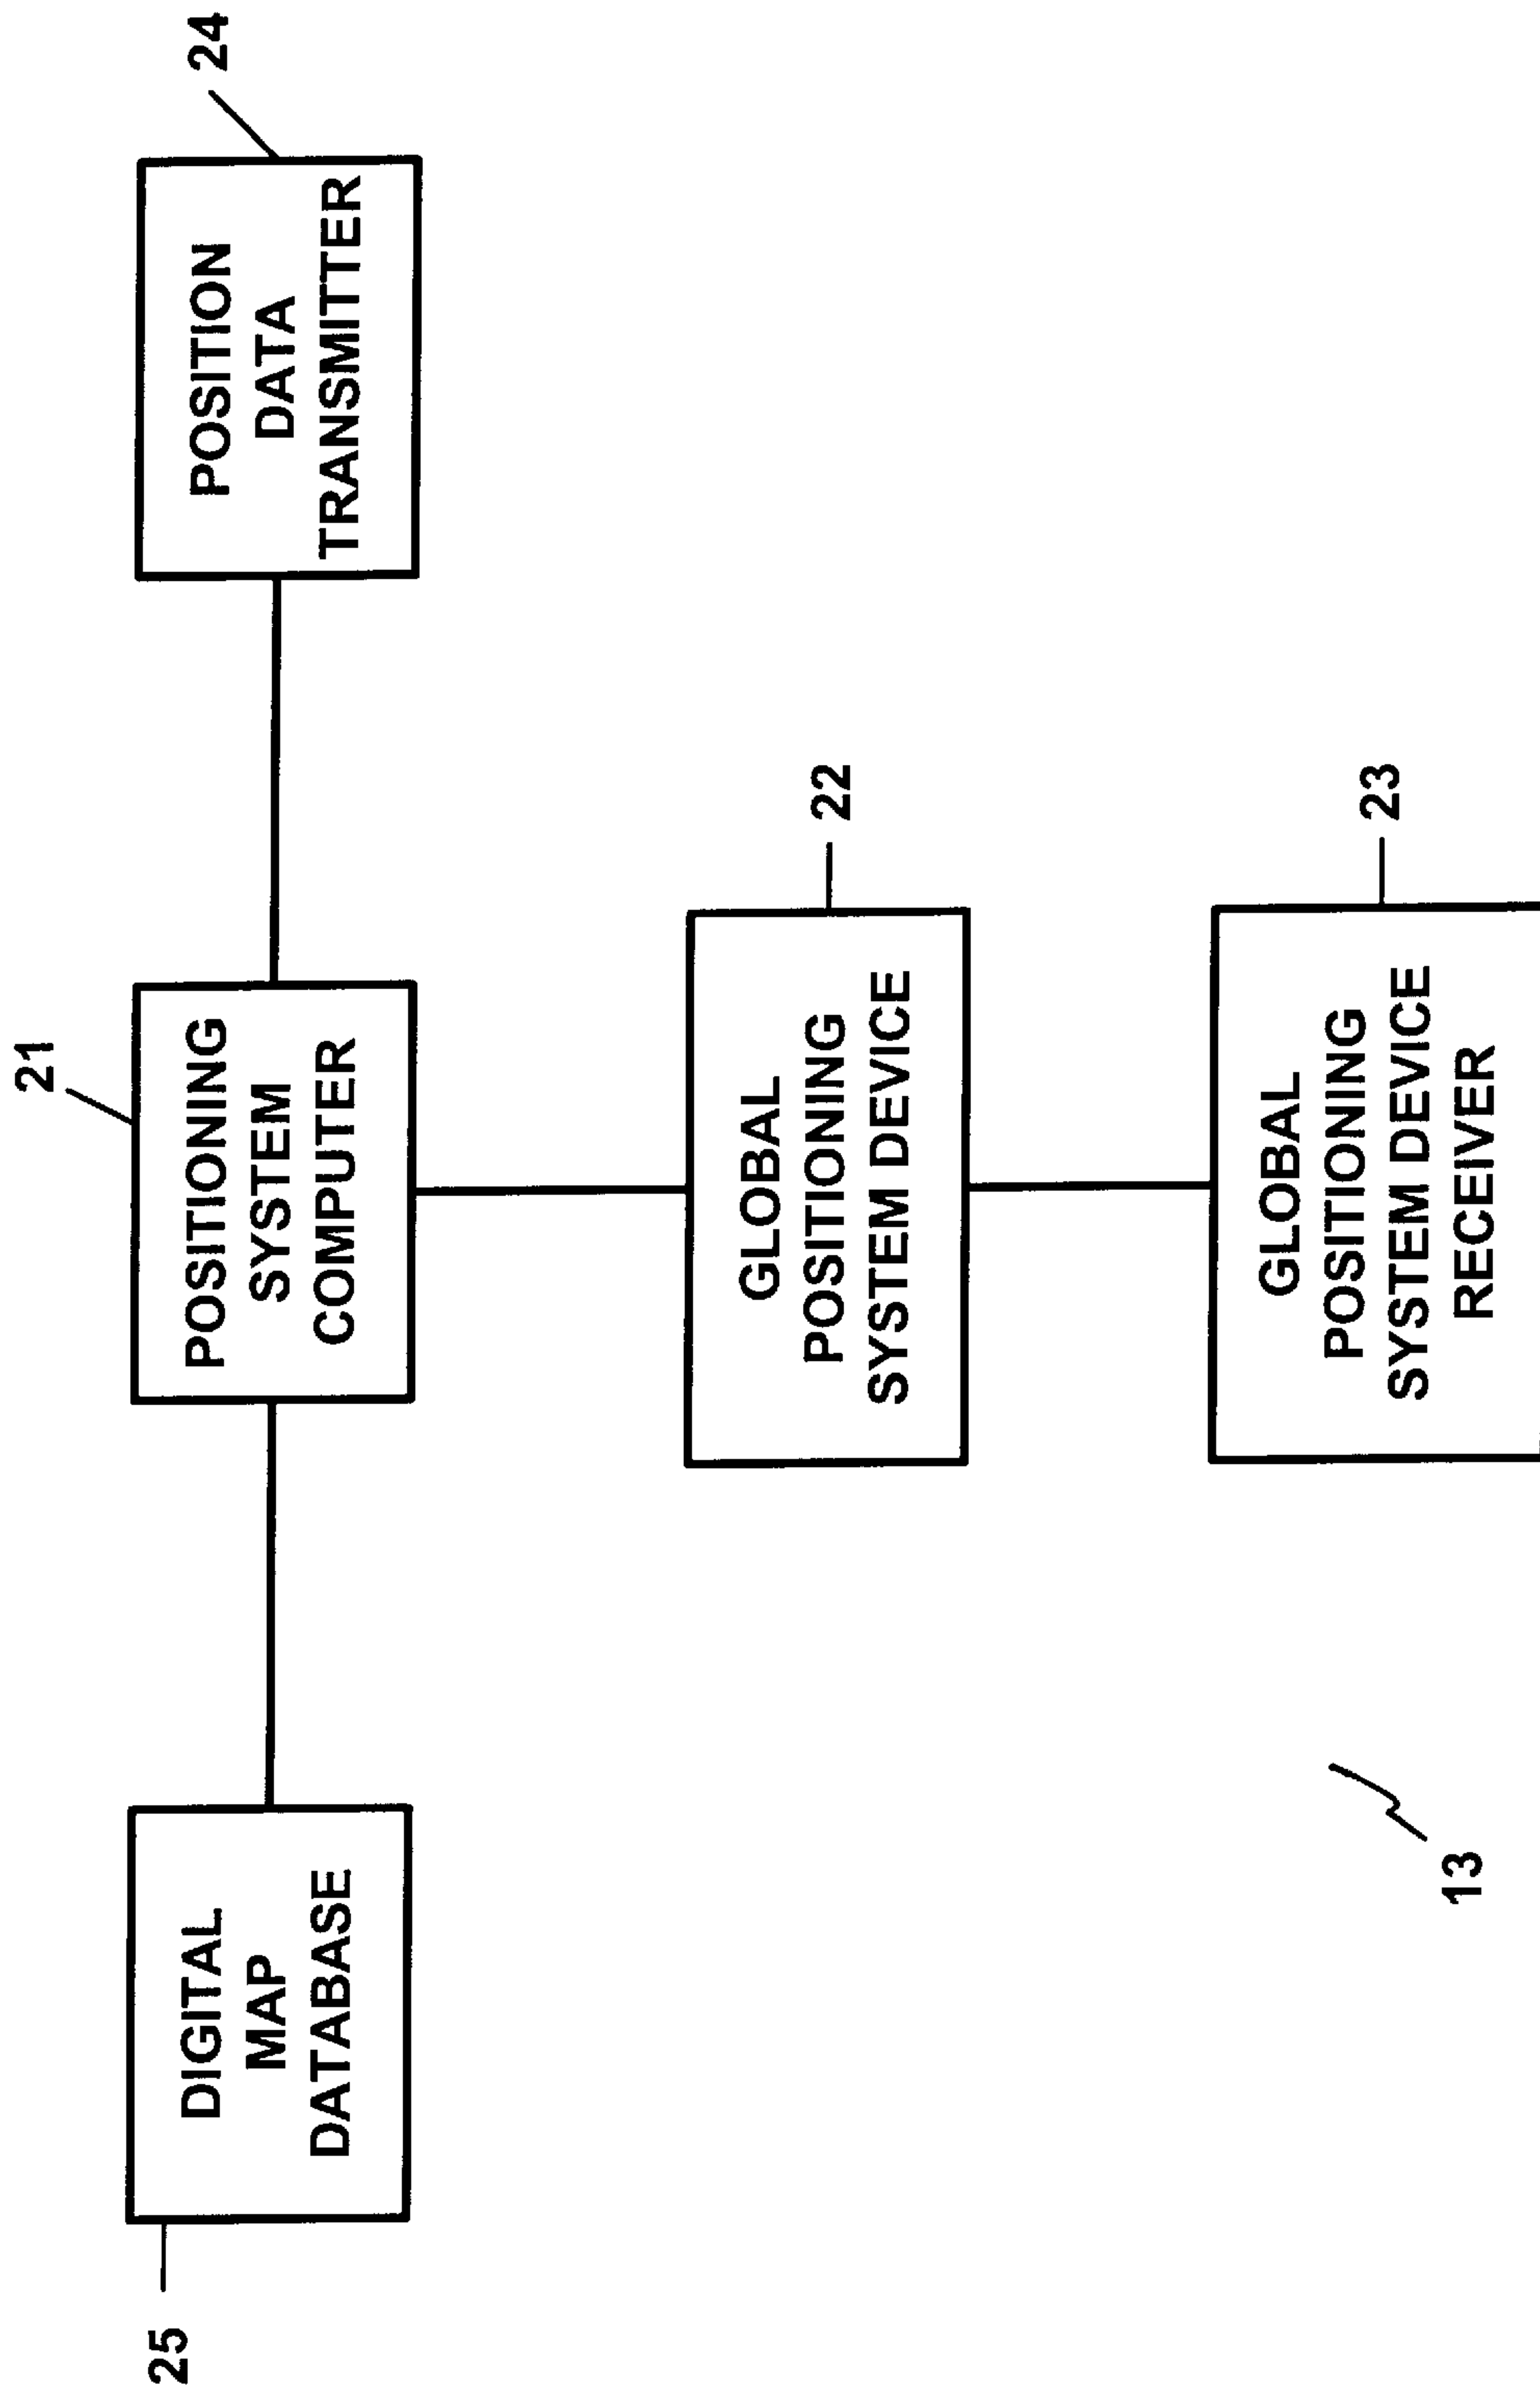 21
24
25
DIGITAL
MAP
DATABASE
POSITIONING
SYSTEM
COMPUTER
POSITION
DATA
TRANSMITTER
22
GLOBAL
POSITIONING
SYSTEM DEVICE
23
GLOBAL
POSITIONING
SYSTEM DEVICE
RECEIVER
13